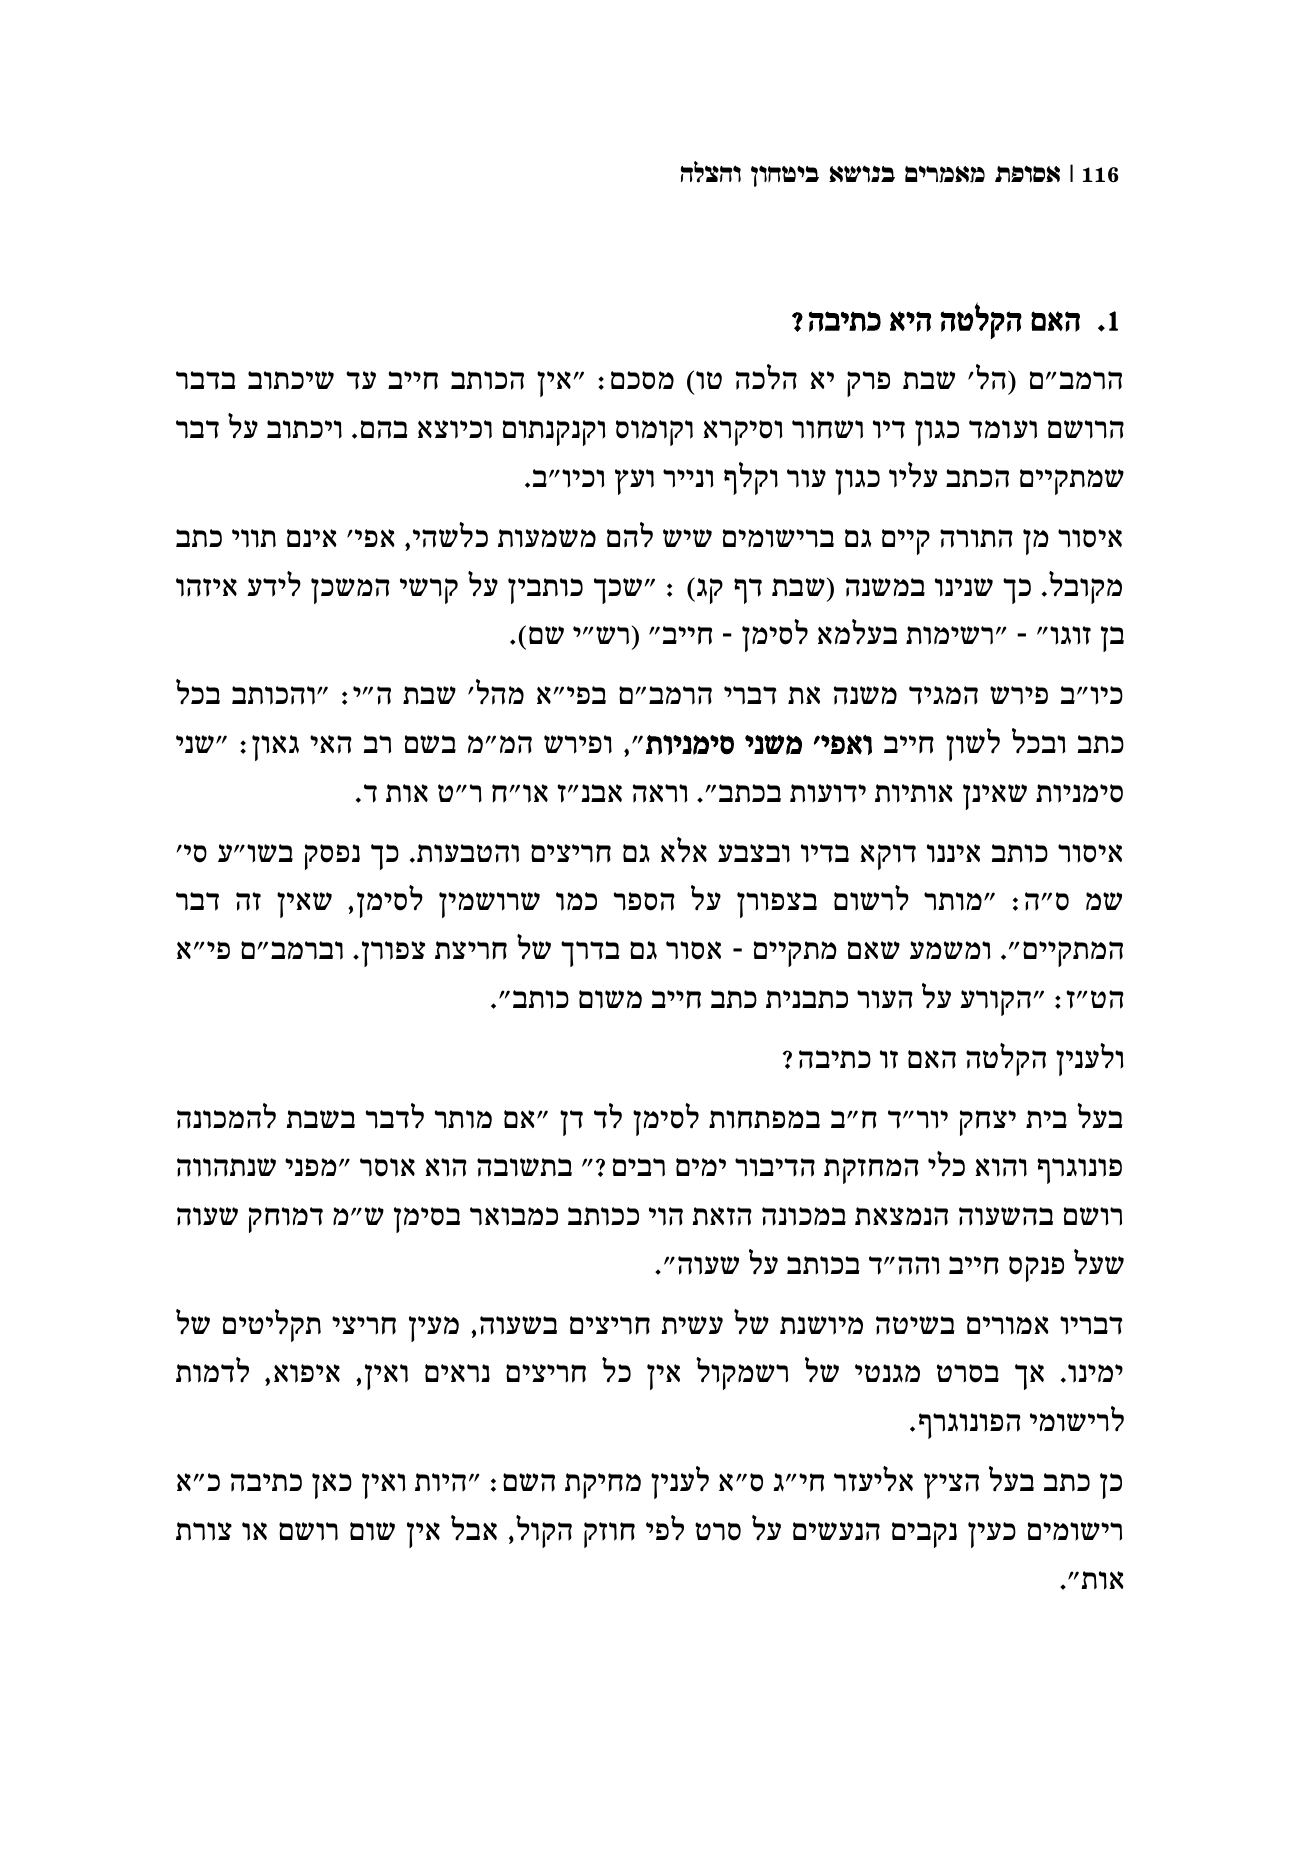 116 | אסופת מאמרים בנושא ביטחון והצלה
1. האם הקלטה היא כתיבה?
הרמב״ם (הל׳ שבת פרק יא הלכה טו) מסכם: ״אין הכותב חייב עד שיכתוב בדבר
הרושם ועומד כגון דיו ושחור וסיקרא וקומוס וקנקנתום וכיוצא בהם. ויכתוב על דבר
שמתקיים הכתב עליו כגון עור וקלף ונייר ועץ וכיו״ב.
איסור מן התורה קיים גם ברישומים שיש להם משמעות כלשהי, אפי׳ אינם תווי כתב
מקובל. כך שנינו במשנה (שבת דף קג) : ״שכך כותבין על קרשי המשכן לידע איזהו
בן זוגו״ - ״רשימות בעלמא לסימן - חייב״ (רש״י שם).
כיו״ב פירש המגיד משנה את דברי הרמב״ם בפי״א מהל׳ שבת ה״י: ״והכותב בכל
כתב ובכל לשון חייב ואפי׳ משני סימניות״, ופירש המ״מ בשם רב האי גאון: ״שני
סימניות שאינן אותיות ידועות בכתב״. וראה אבנ״ז או״ח ר״ט אות ד.
איסור כותב איננו דוקא בדיו ובצבע אלא גם חריצים והטבעות. כך נפסק בשו״ע סי׳
שמ ס״ה: ״מותר לרשום בצפורן על הספר כמו שרושמין לסימן, שאין זה דבר
המתקיים״. ומשמע שאם מתקיים - אסור גם בדרך של חריצת צפורן. וברמב״ם פי״א
הט״ז: ״הקורע על העור כתבנית כתב חייב משום כותב״.
ולענין הקלטה האם זו כתיבה?
בעל בית יצחק יור״ד ח״ב במפתחות לסימן לד דן ״אם מותר לדבר בשבת להמכונה
פונוגרף והוא כלי המחזקת הדיבור ימים רבים?״ בתשובה הוא אוסר ״מפני שנתהווה
רושם בהשעוה הנמצאת במכונה הזאת הוי ככותב כמבואר בסימן ש״מ דמוחק שעוה
שעל פנקס חייב והה״ד בכותב על שעוה״.
דבריו אמורים בשיטה מיושנת של עשית חריצים בשעוה, מעין חריצי תקליטים של
ימינו. אך בסרט מגנטי של רשמקול אין כל חריצים נראים ואין, איפוא, לדמות
לרישומי הפונוגרף.
כן כתב בעל הציץ אליעזר חי״ג ס״א לענין מחיקת השם: ״היות ואין כאן כתיבה כ״א
רישומים כעין נקבים הנעשים על סרט לפי חוזק הקול, אבל אין שום רושם או צורת
אות״.